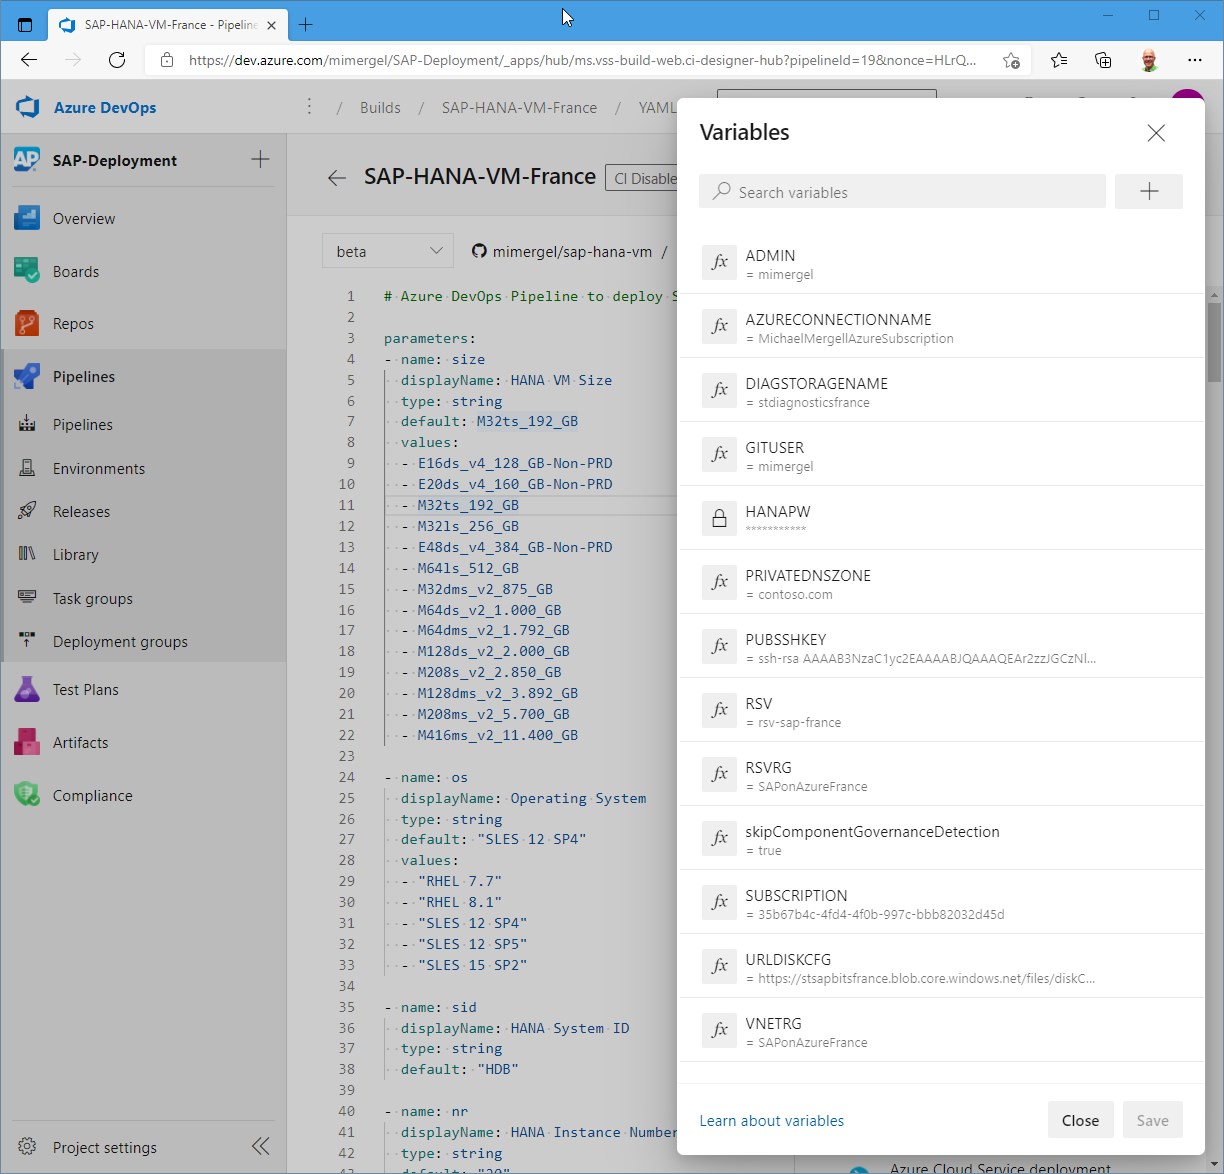 SAP-HANA-VM-France - Pipeline
https://dev.azure.com/mimergel/SAP-Deployment/_apps/hub/ms.vss-build-web.ci-designer-hub?pipelineId=19&nonce=HLrQ...
Azure DevOps
/ Builds / SAP-HANA-VM-France / YAML
SAP-Deployment
Overview
Boards
Repos
Pipelines
Pipelines
Environments
Releases
Library
Task groups
Deployment groups
Test Plans
Artifacts
Compliance
Project settings
SAP-HANA-VM-France
CI Disable
beta
mimergel/sap-hana-vm /
1 # Azure DevOps Pipeline to deploy S
2
3 parameters:
4 - name: size
5 displayName: HANA VM Size
6 type: string
7 default: M32ts_192_GB
8 values:
9 - E16ds_v4_128_GB-Non-PRD
10 - E20ds_v4_160_GB-Non-PRD
11 - M32ts_192_GB
12 - M32ls_256_GB
13 - E48ds_v4_384_GB-Non-PRD
14 - M64ls_512_GB
15 - M32dms_v2_875_GB
16 - M64ds_v2_1.000_GB
17 - M64dms_v2_1.792_GB
18 - M128ds_v2_2.000_GB
19 - M208s_v2_2.850_GB
20 - M128dms_v2_3.892_GB
21 - M208ms_v2_5.700_GB
22 - M416ms_v2_11.400_GB
23
24 - name: os
25 displayName: Operating System
26 type: string
27 default: "SLES 12 SP4"
28 values:
29 - "RHEL 7.7"
30 - "RHEL 8.1"
31 - "SLES 12 SP4"
32 - "SLES 12 SP5"
33 - "SLES 15 SP2"
34
35 - name: sid
36 displayName: HANA System ID
37 type: string
38 default: "HDB"
39
40 - name: nr
41 displayName: HANA Instance Number
42 type: string
Variables
Search variables
ADMIN
= mimergel
AZURECONNECTIONNAME
= MichaelMergellAzureSubscription
DIAGSTORAGENAME
= stdiagnosticsfrance
GITUSER
= mimergel
HANAPW
***********
PRIVATEDNSZONE
= contoso.com
PUBSSHKEY
= ssh-rsa AAAAB3NzaC1yc2EAAAABJQAAAQEAr2zzJGCzNl...
RSV
= rsv-sap-france
RSVRG
= SAPonAzureFrance
skipComponentGovernanceDetection
= true
SUBSCRIPTION
= 35b67b4c-4fd4-4f0b-997c-bbb82032d45d
URLDISKCFG
= https://stsapbitsfrance.blob.core.windows.net/files/diskC...
VNETRG
= SAPonAzureFrance
Learn about variables
Close
Save
Azure Cloud Service deployment